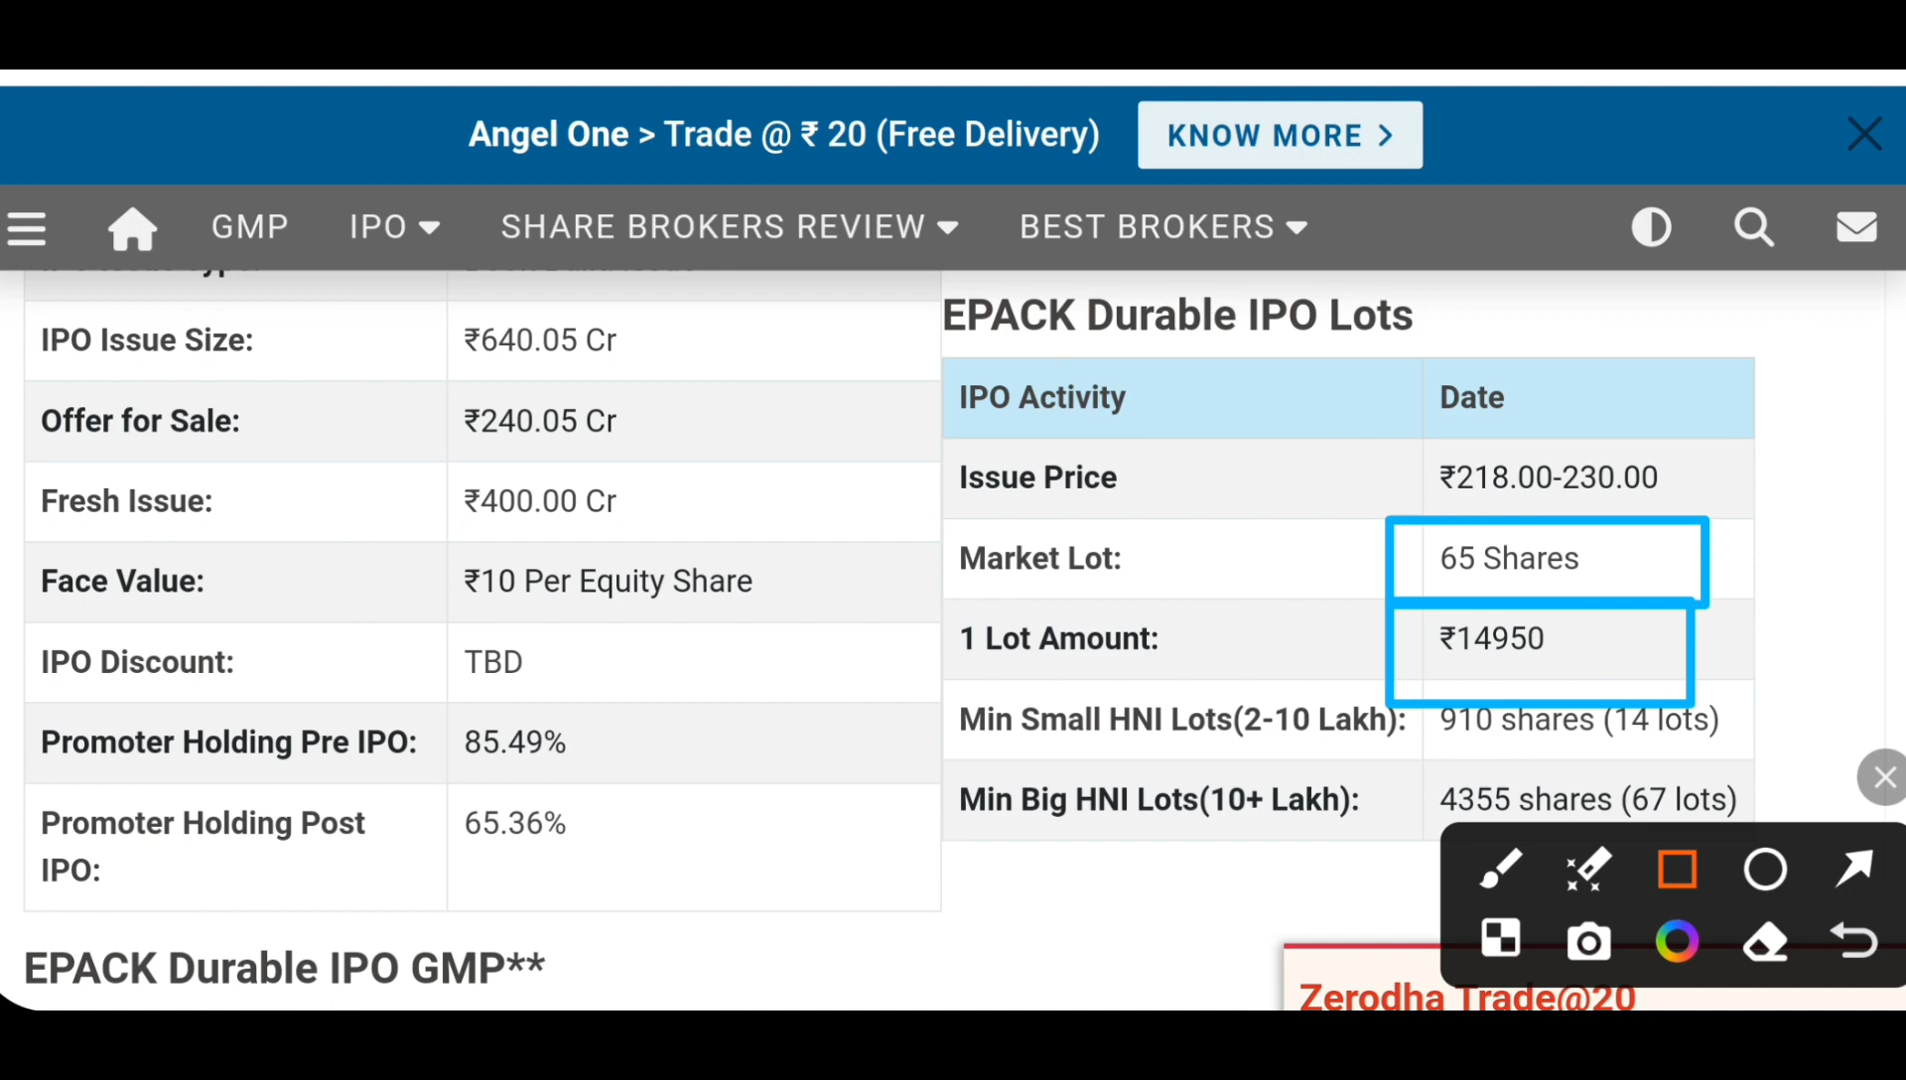 Angel One > Trade @ ₹ 20 (Free Delivery)
KNOW MORE >
GMP
IPO
SHARE BROKERS REVIEW
BEST BROKERS
IPO Issue Size: ₹640.05 Cr
Offer for Sale: ₹240.05 Cr
Fresh Issue: ₹400.00 Cr
Face Value: ₹10 Per Equity Share
IPO Discount: TBD
Promoter Holding Pre IPO: 85.49%
Promoter Holding Post 65.36%
IPO:
EPACK Durable IPO GMP**
EPACK Durable IPO Lots
IPO Activity Date
Issue Price ₹218.00-230.00
Market Lot: 65 Shares
1 Lot Amount: ₹14950
Min Small HNI Lots(2-10 Lakh): 910 shares (14 lots)
Min Big HNI Lots(10+ Lakh): 4355 shares (67 lots)
Zerodha Trade@20